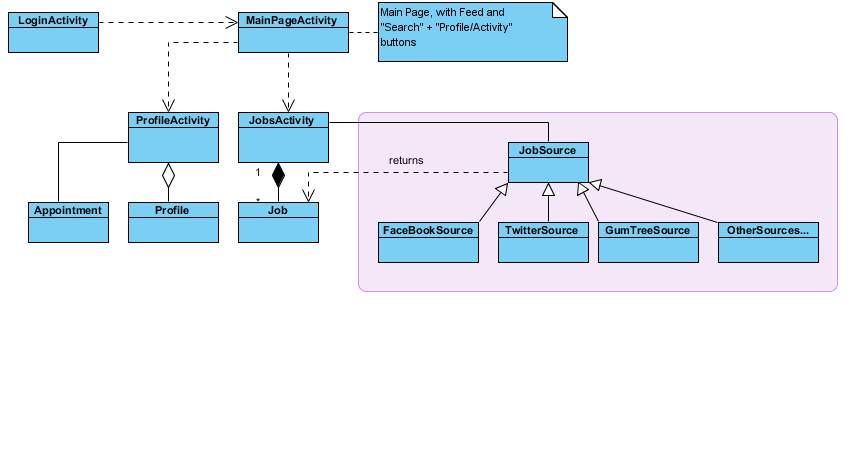 LoginActivity
MainPageActivity
Main Page, with Feed and
"Search" + "Profile/Activity"
buttons
ProfileActivity
JobsActivity
JobSource
returns
1
*
Appointment
Profile
Job
FaceBookSource
TwitterSource
GumTreeSource
OtherSources...